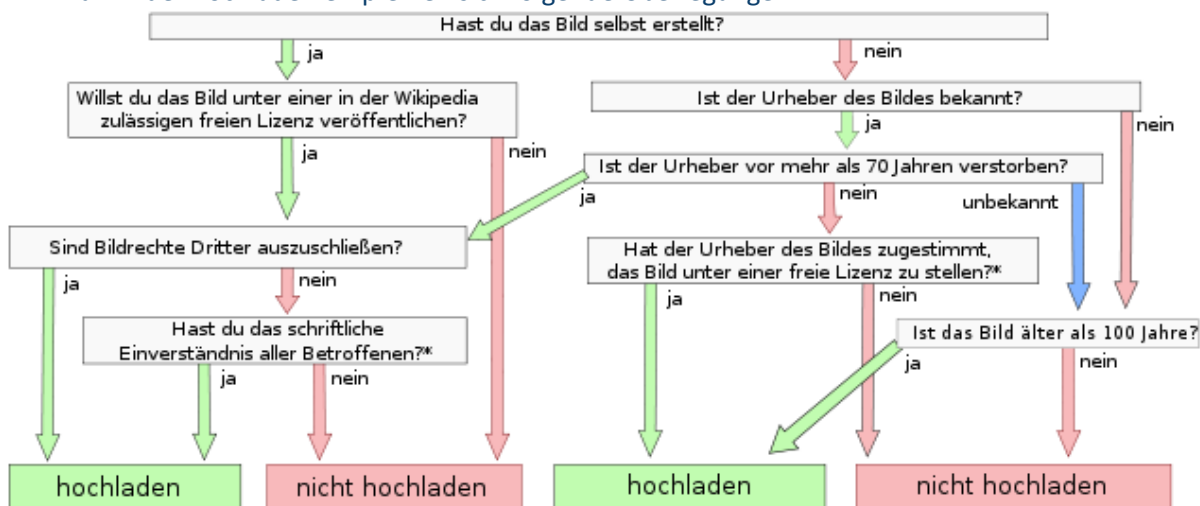 Hast du das Bild selbst erstellt?
ja
nein
Willst du das Bild unter einer in der Wikipedia
zulässigen freien Lizenz veröffentlichen?
Ist der Urheber des Bildes bekannt?
ja
nein
ja
nein
Ist der Urheber vor mehr als 70 Jahren verstorben?
ja
nein
unbekannt
Sind Bildrechte Dritter auszuschließen?
Hat der Urheber des Bildes zugestimmt,
das Bild unter einer freie Lizenz zu stellen?*
ja
nein
ja
nein
Hast du das schriftliche
Einverständnis aller Betroffenen?*
Ist das Bild älter als 100 Jahre?
ja
nein
ja
nein
hochladen
nicht hochladen
hochladen
nicht hochladen